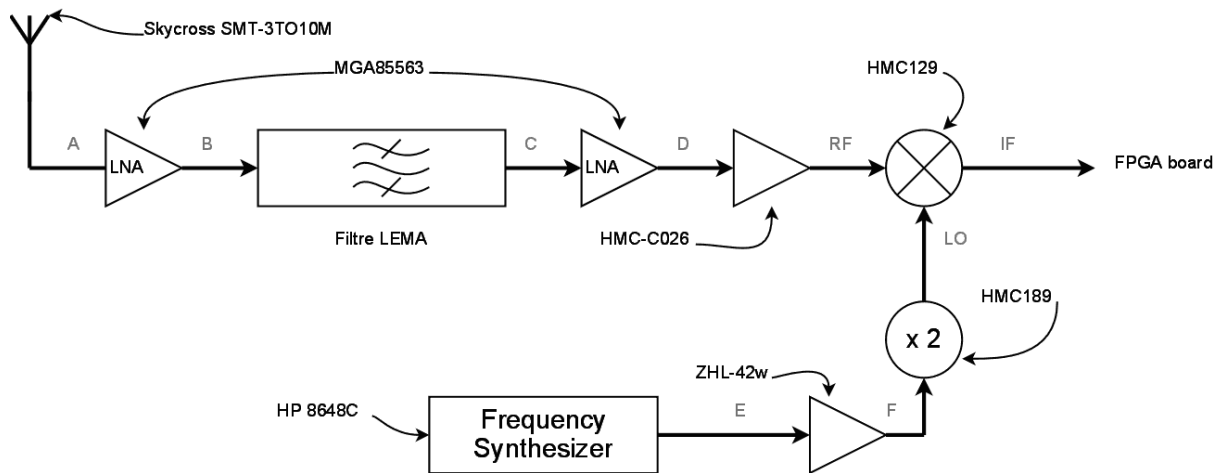 Skycross SMT-3TO10M
MGA85563
HMC129
A
LNA
B
C
LNA
D
RF
IF
FPGA board
Filtre LEMA
HMC-C026
LO
HMC189
x 2
ZHL-42w
HP 8648C
Frequency
Synthesizer
E
F